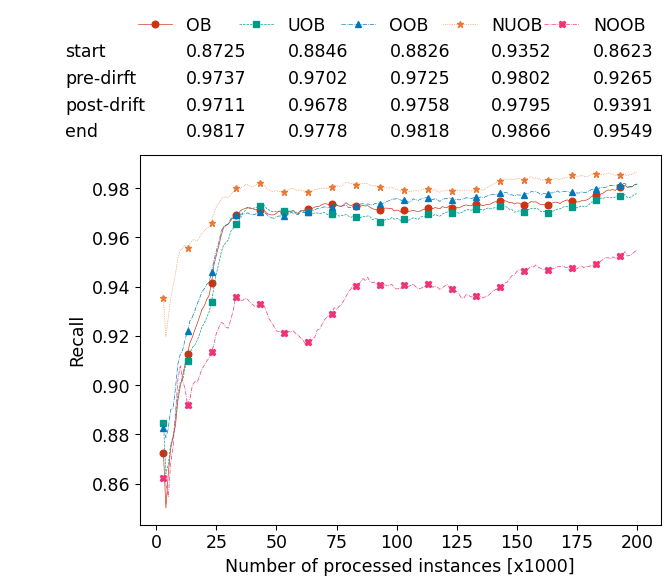 OB UOB OOB NUOB NOOB
start 0.8725 0.8846 0.8826 0.9352 0.8623
pre-dirft 0.9737 0.9702 0.9725 0.9802 0.9265
post-drift 0.9711 0.9678 0.9758 0.9795 0.9391
end 0.9817 0.9778 0.9818 0.9866 0.9549
0.98
0.96
0.94
0.92
0.90
0.88
0.86
Recall
0 25 50 75 100 125 150 175 200
Number of processed instances [x1000]